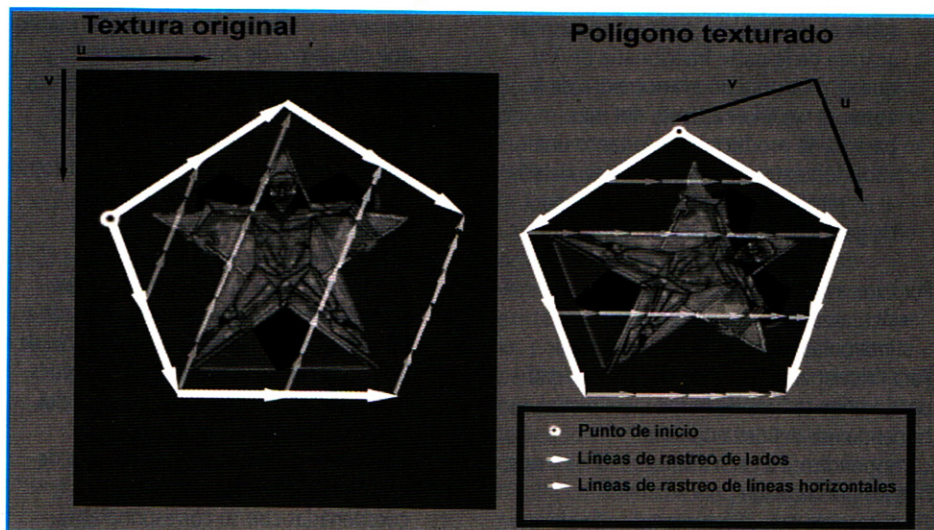 Textura original
u
v
Polígono texturado
v
u
Punto de inicio
Líneas de rastreo de lados
Líneas de rastreo de líneas horizontales